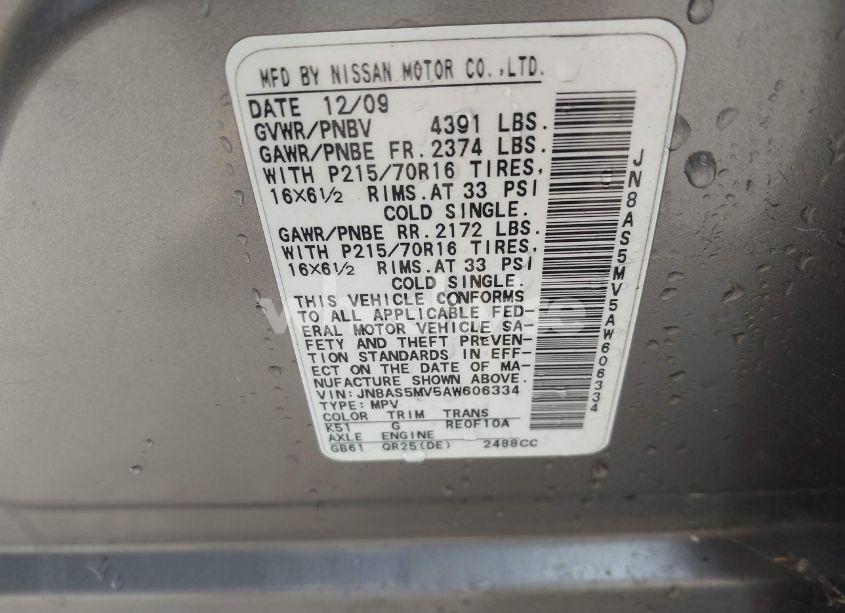 MFD BY NISSAN MOTOR CO.,LTD.
DATE 12/09
GVWR/PNBV 4391 LBS.
GAWR/PNBE FR. 2374 LBS.
WITH P215/70R16 TIRES,
16X6½ RIMS.AT 33 PSI
COLD SINGLE.
GAWR/PNBE RR. 2172 LBS.
WITH P215/70R16 TIRES,
16X6½ RIMS.AT 33 PSI
COLD SINGLE.
THIS VEHICLE CONFORMS
TO ALL APPLICABLE FED-
ERAL MOTOR VEHICLE SA-
FETY AND THEFT PREVEN-
TION STANDARDS IN EFF-
ECT ON THE DATE OF MA-
NUFACTURE SHOWN ABOVE.
VIN: JN8AS5MV5AW606334
TYPE: MPV
COLOR TRIM TRANS
K51 G RE0F10A
AXLE ENGINE
GB61 QR25(DE) 2488CC
JN8AS5MV5AW606334